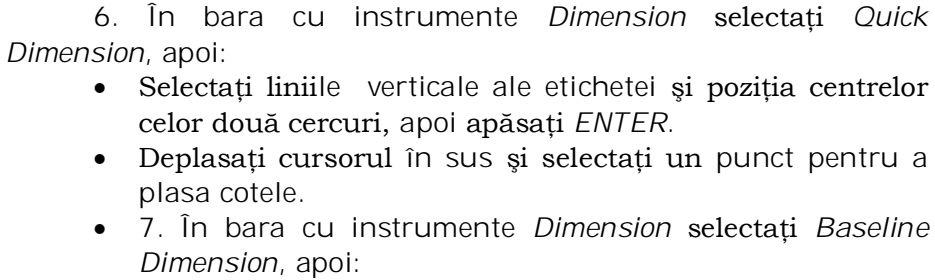 6. În bara cu instrumente Dimension selectați Quick
Dimension, apoi:
• Selectați liniile verticale ale etichetei şi poziția centrelor
celor două cercuri, apoi apăsați ENTER.
• Deplasați cursorul în sus şi selectați un punct pentru a
plasa cotele.
• 7. În bara cu instrumente Dimension selectați Baseline
Dimension, apoi: